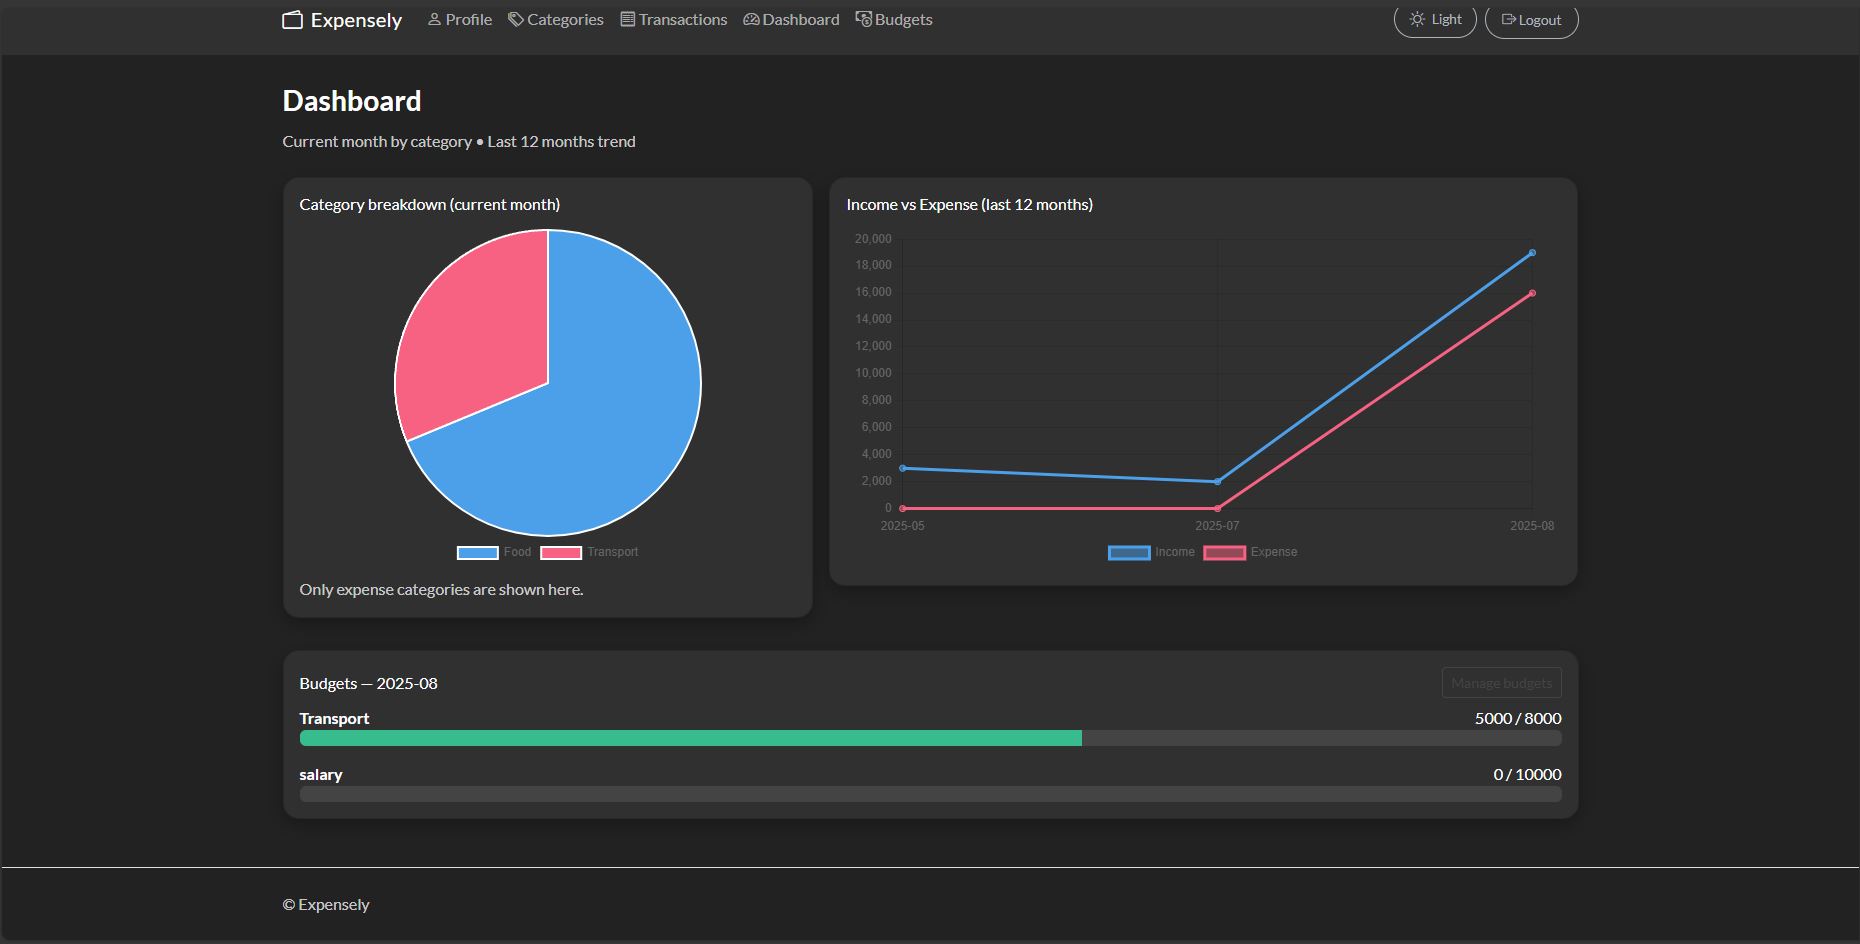 Expensely Profile Categories Transactions Dashboard Budgets Light Logout
Dashboard
Current month by category • Last 12 months trend
Category breakdown (current month)
Food Transport
Only expense categories are shown here.
Income vs Expense (last 12 months)
20,000
18,000
16,000
14,000
12,000
10,000
8,000
6,000
4,000
2,000
0
2025-05 2025-07 2025-08
Income Expense
Budgets — 2025-08 Manage budgets
Transport 5000 / 8000
salary 0 / 10000
© Expensely